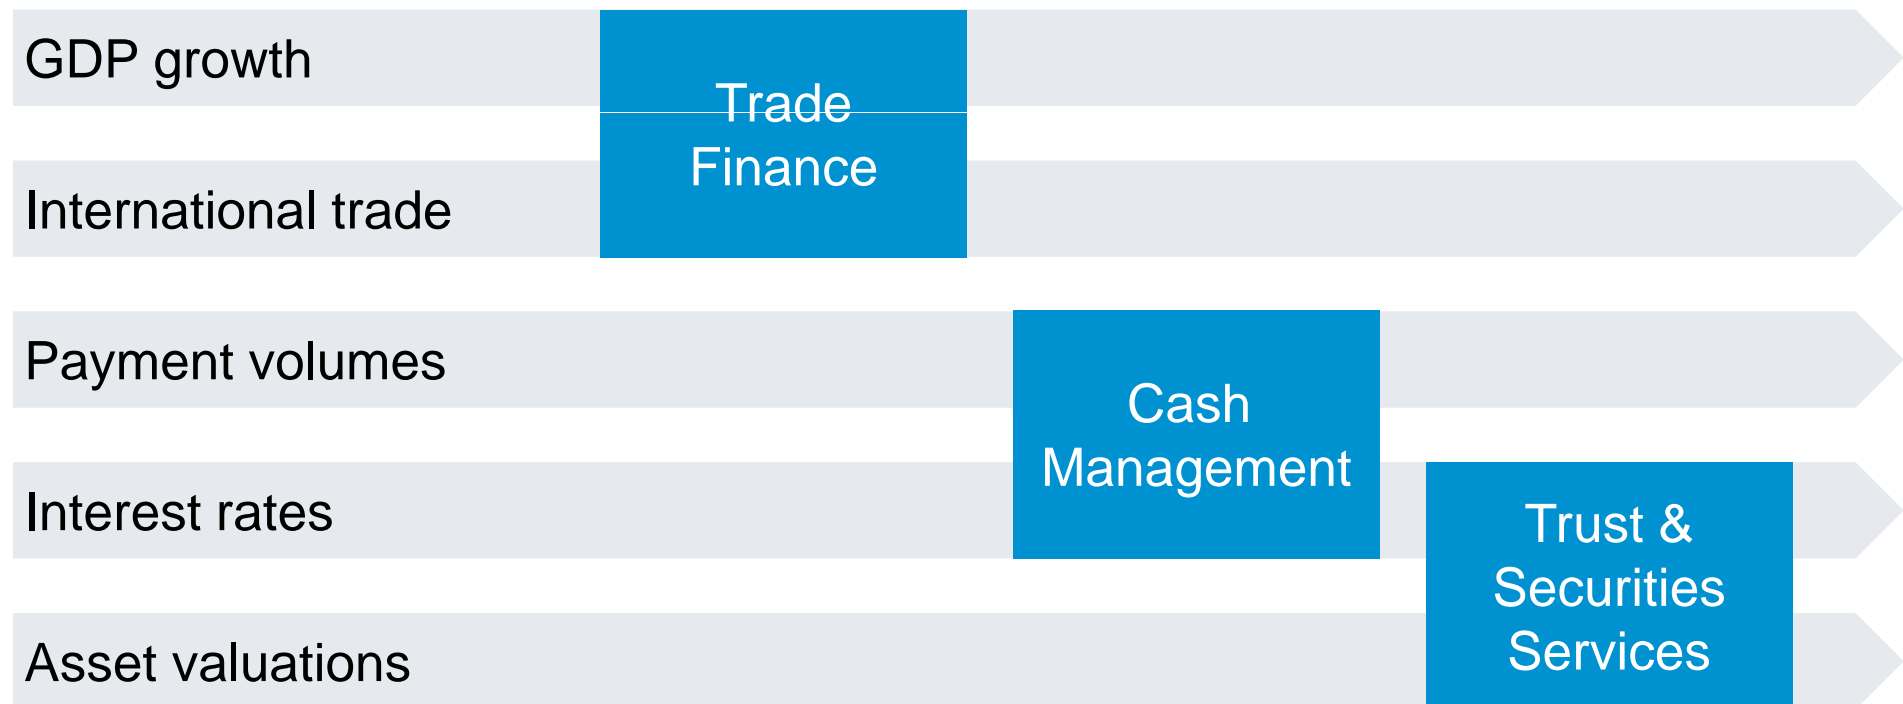 GDP growth
Trade
Finance
International trade
Payment volumes
Cash
Management
Interest rates
Trust &
Securities
Services
Asset valuations